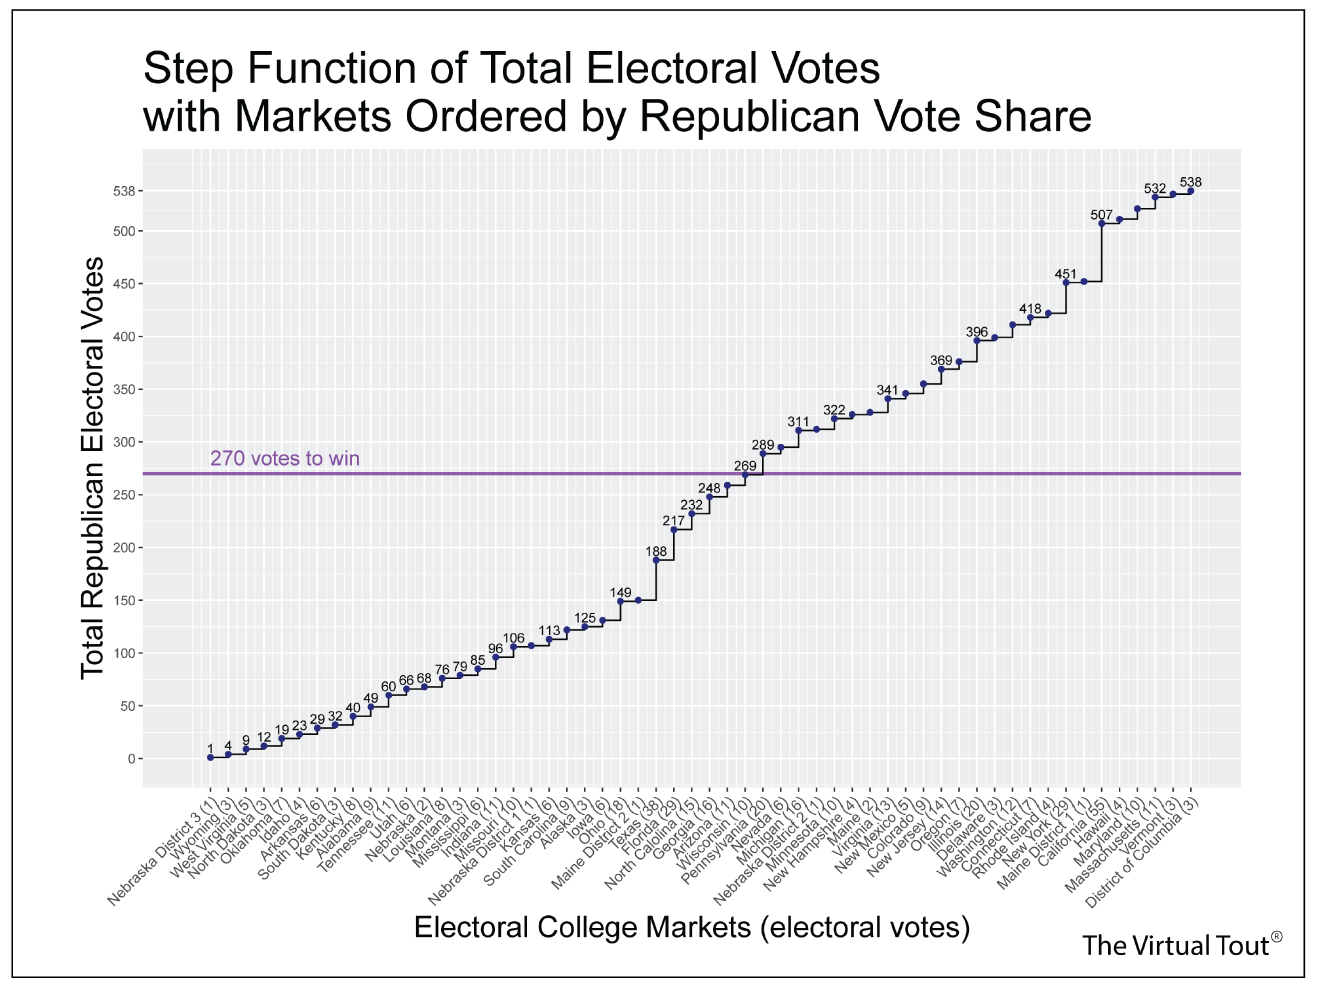 Step Function of Total Electoral Votes
with Markets Ordered by Republican Vote Share
Total Republican Electoral Votes
538
500
450
400
350
300
250
200
150
100
50
0
270 votes to win
1
4
9
12
19
23
29
32
40
49
60
66
68
76
79
85
96
106
113
125
149
188
217
232
248
269
289
311
322
341
369
396
418
451
507
532
538
Nebraska District 3 (1)
Wyoming (3)
West Virginia (5)
North Dakota (3)
Oklahoma (7)
Idaho (4)
Arkansas (6)
South Dakota (3)
Kentucky (8)
Alabama (9)
Tennessee (11)
Utah (6)
Nebraska (2)
Louisiana (8)
Montana (3)
Mississippi (6)
Indiana (11)
Missouri (10)
Nebraska District 1 (1)
Kansas (6)
South Carolina (9)
Alaska (3)
Iowa (6)
Ohio (18)
Maine District 2 (1)
Texas (38)
Florida (29)
North Carolina (15)
Georgia (16)
Arizona (11)
Wisconsin (10)
Pennsylvania (20)
Nevada (6)
Michigan (16)
Nebraska District 2 (1)
Minnesota (10)
New Hampshire (4)
Maine (2)
Virginia (13)
New Mexico (5)
Colorado (9)
New Jersey (14)
Oregon (7)
Illinois (20)
Delaware (3)
Washington (12)
Connecticut (7)
Rhode Island (4)
New York (29)
Maine District 1 (1)
California (55)
Hawaii (4)
Maryland (10)
Massachusetts (11)
Vermont (3)
District of Columbia (3)
Electoral College Markets (electoral votes)
The Virtual Tout®